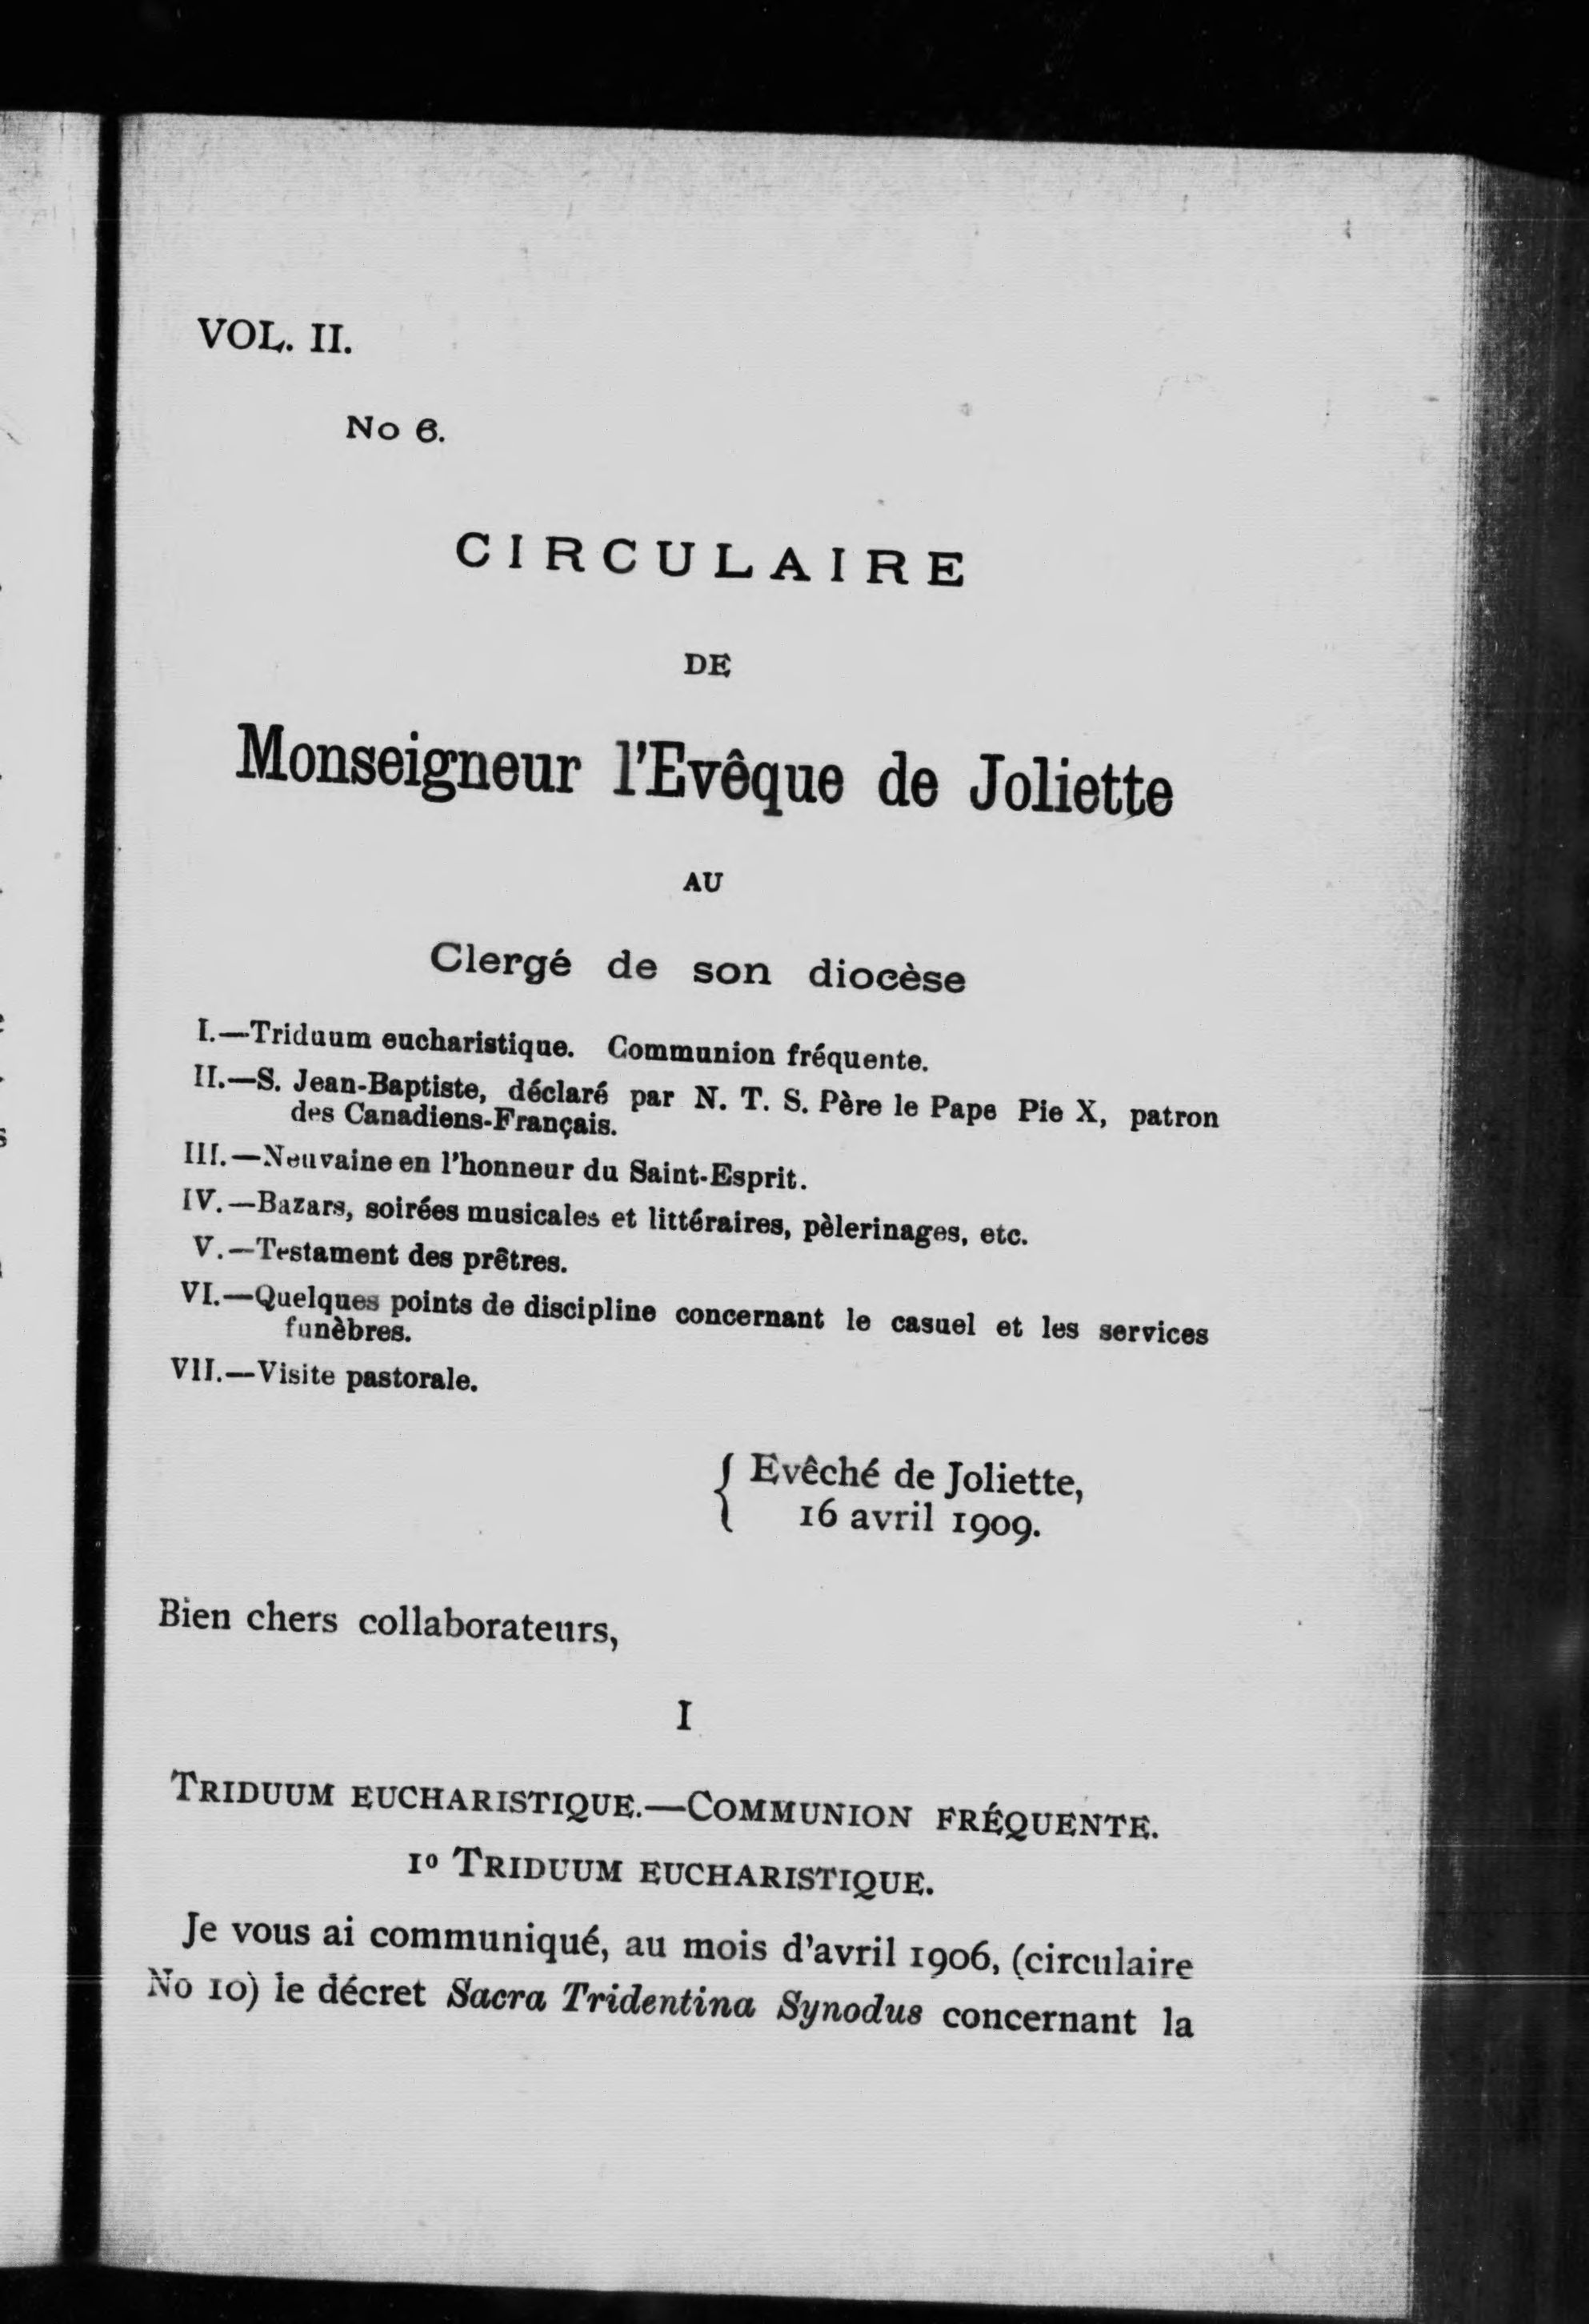 VOL. II.
No 6.
CIRCULAIRE
DE
Monseigneur l'Evêque de Joliette
AU
Clergé de son diocèse
I.—Triduum eucharistique. Communion fréquente.
II.—S. Jean-Baptiste, déclaré par N. T. S. Père le Pape Pie X, patron
des Canadiens-Français.
III.—Neuvaine en l'honneur du Saint-Esprit.
IV.—Bazars, soirées musicales et littéraires, pèlerinages, etc.
V.—Testament des prêtres.
VI.—Quelques points de discipline concernant le casuel et les services
funèbres.
VII.—Visite pastorale.
{ Evêché de Joliette,
16 avril 1909.
Bien chers collaborateurs,
I
TRIDUUM EUCHARISTIQUE.—COMMUNION FRÉQUENTE.
1º TRIDUUM EUCHARISTIQUE.
Je vous ai communiqué, au mois d'avril 1906, (circulaire
No 10) le décret Sacra Tridentina Synodus concernant la